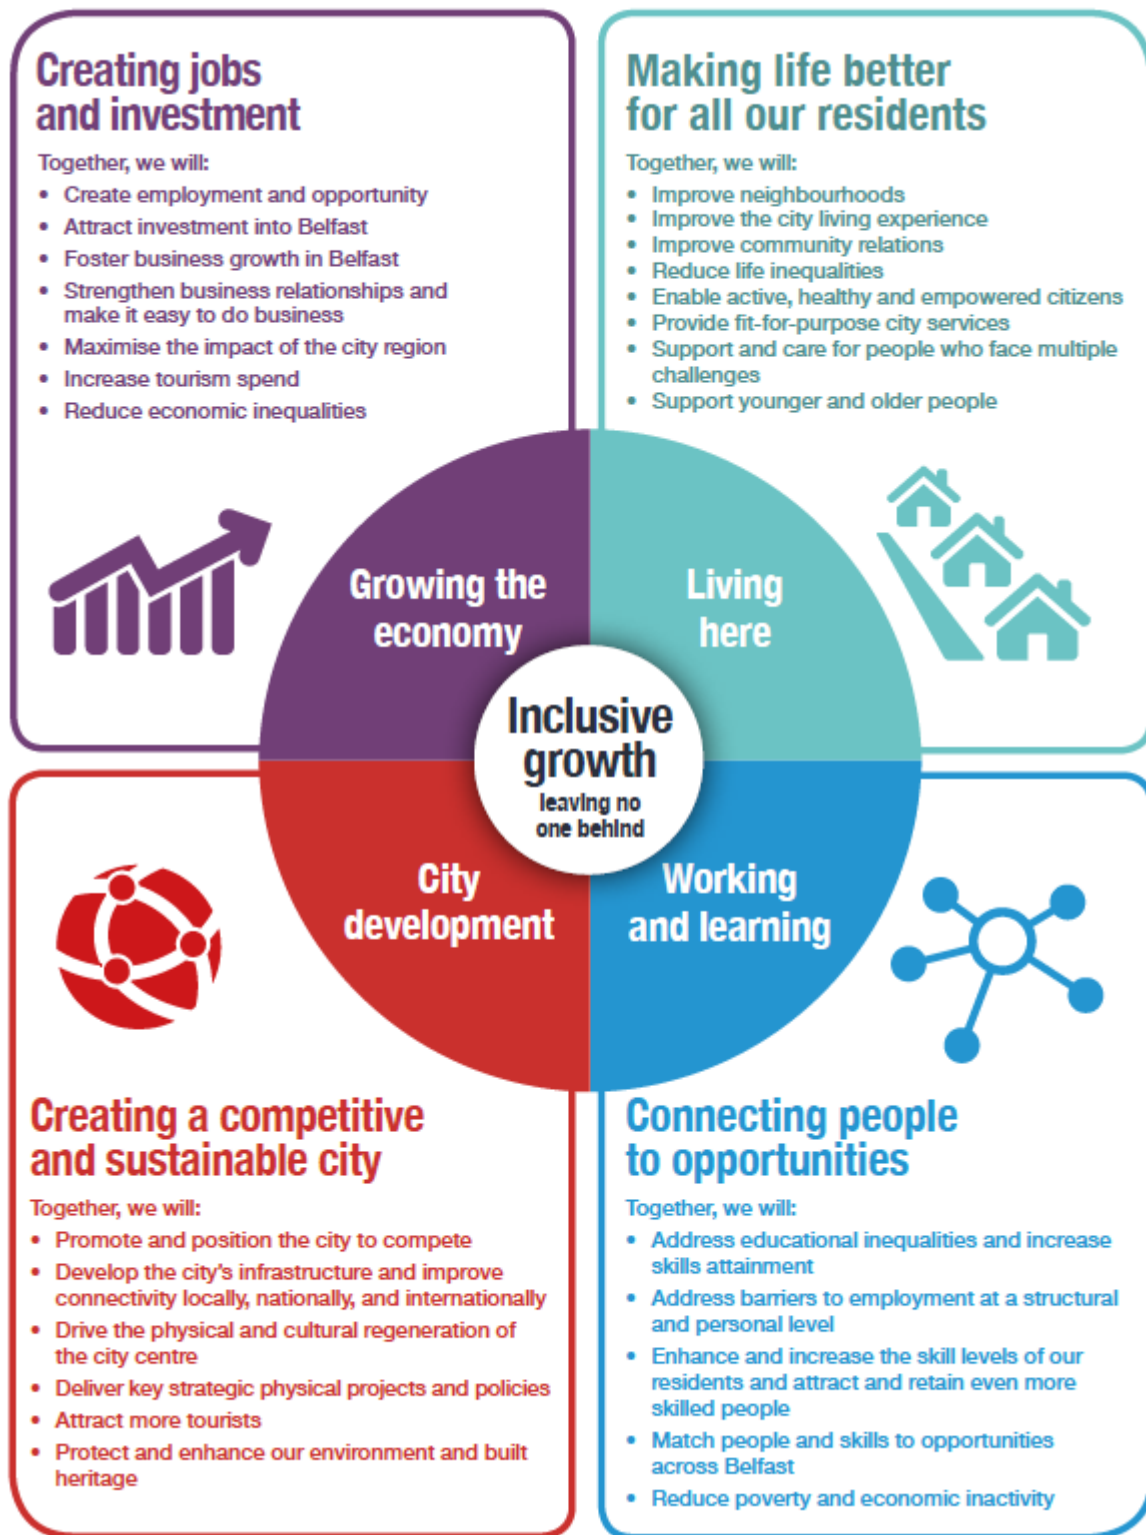 Creating jobs
and investment
Together, we will:
• Create employment and opportunity
• Attract investment into Belfast
• Foster business growth in Belfast
• Strengthen business relationships and
make it easy to do business
• Maximise the impact of the city region
• Increase tourism spend
• Reduce economic inequalities
Making life better
for all our residents
Together, we will:
• Improve neighbourhoods
• Improve the city living experience
• Improve community relations
• Reduce life inequalities
• Enable active, healthy and empowered citizens
• Provide fit-for-purpose city services
• Support and care for people who face multiple
challenges
• Support younger and older people
Growing the
economy
Living
here
Inclusive
growth
leaving no
one behind
City
development
Working
and learning
Creating a competitive
and sustainable city
Together, we will:
• Promote and position the city to compete
• Develop the city's infrastructure and improve
connectivity locally, nationally, and internationally
• Drive the physical and cultural regeneration of
the city centre
• Deliver key strategic physical projects and policies
• Attract more tourists
• Protect and enhance our environment and built
heritage
Connecting people
to opportunities
Together, we will:
• Address educational inequalities and increase
skills attainment
• Address barriers to employment at a structural
and personal level
• Enhance and increase the skill levels of our
residents and attract and retain even more
skilled people
• Match people and skills to opportunities
across Belfast
• Reduce poverty and economic inactivity